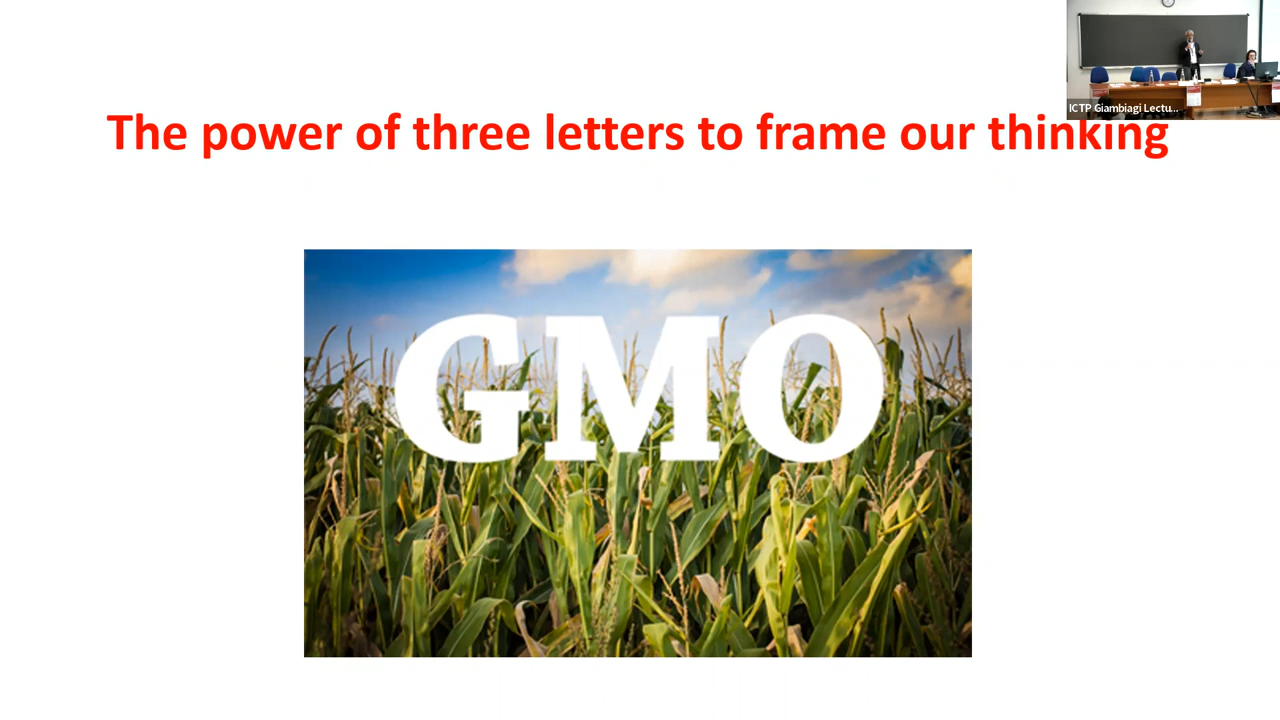 The power of three letters to frame our thinking
ICTP Giambiagi Lectu...
GMO